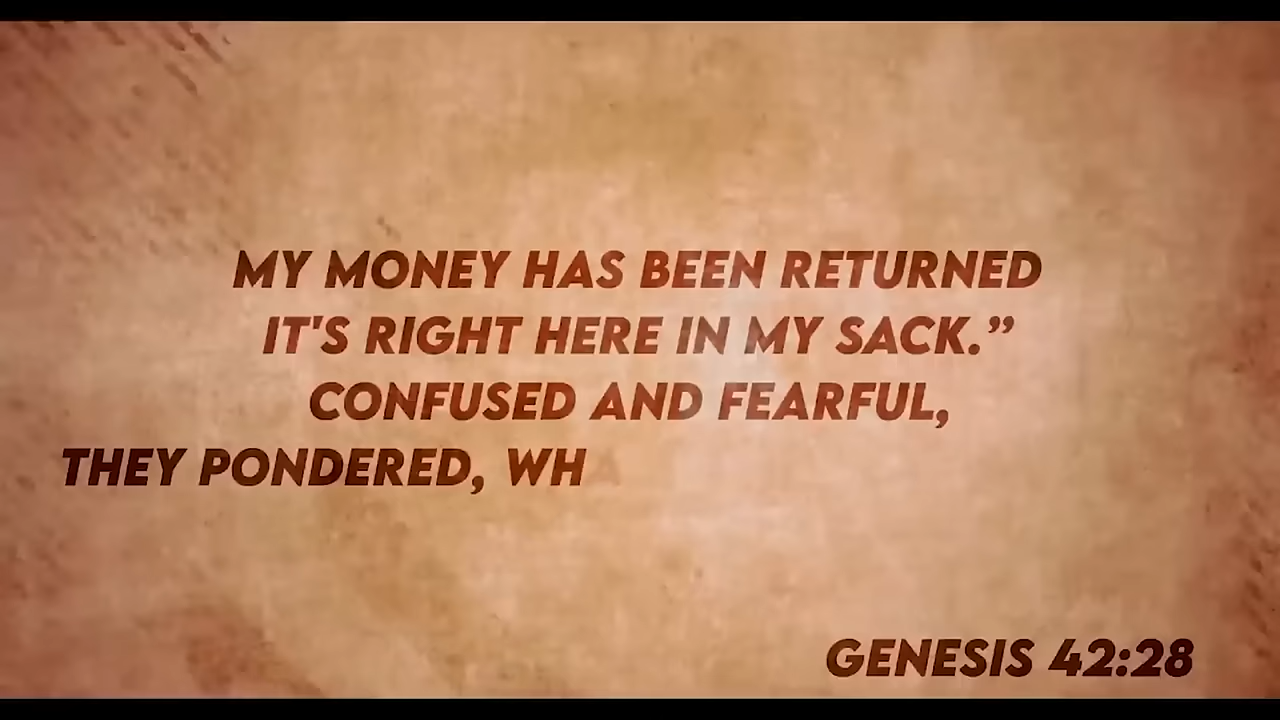 MY MONEY HAS BEEN RETURNED
IT'S RIGHT HERE IN MY SACK.”
CONFUSED AND FEARFUL,
THEY PONDERED, WHA
GENESIS 42:28